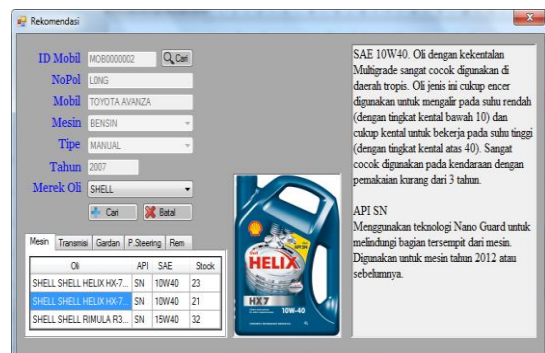 Rekomendasi
ID Mobil MOB0000002 Cari
NoPol L0NG
Mobil TOYOTA AVANZA
Mesin BENSIN
Tipe MANUAL
Tahun 2007
Merek Oli SHELL
Cari Batal
Mesin Transmisi Gardan P.Steering Rem
Oli API SAE Stock
SHELL SHELL HELIX HX-7... SN 10W40 23
SHELL SHELL HELIX HX-7... SN 10W40 21
SHELL SHELL RIMULA R3... SN 15W40 32
HELIX
HX7
10W-40
SAE 10W40. Oli dengan kekentalan
Multigrade sangat cocok digunakan di
daerah tropis. Oli jenis ini cukup encer
digunakan untuk mengalir pada suhu rendah
(dengan tingkat kental bawah 10) dan
cukup kental untuk bekerja pada suhu tinggi
(dengan tingkat kental atas 40). Sangat
cocok digunakan pada kendaraan dengan
pemakaian kurang dari 3 tahun.
API SN
Menggunakan teknologi Nano Guard untuk
melindungi bagian tersempit dari mesin.
Digunakan untuk mesin tahun 2012 atau
sebelumnya.